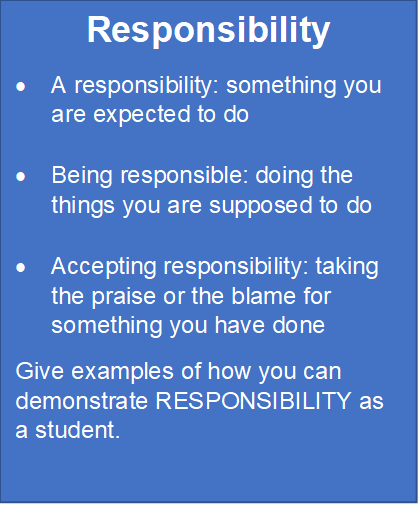 Responsibility
• A responsibility: something you
are expected to do
• Being responsible: doing the
things you are supposed to do
• Accepting responsibility: taking
the praise or the blame for
something you have done
Give examples of how you can
demonstrate RESPONSIBILITY as
a student.